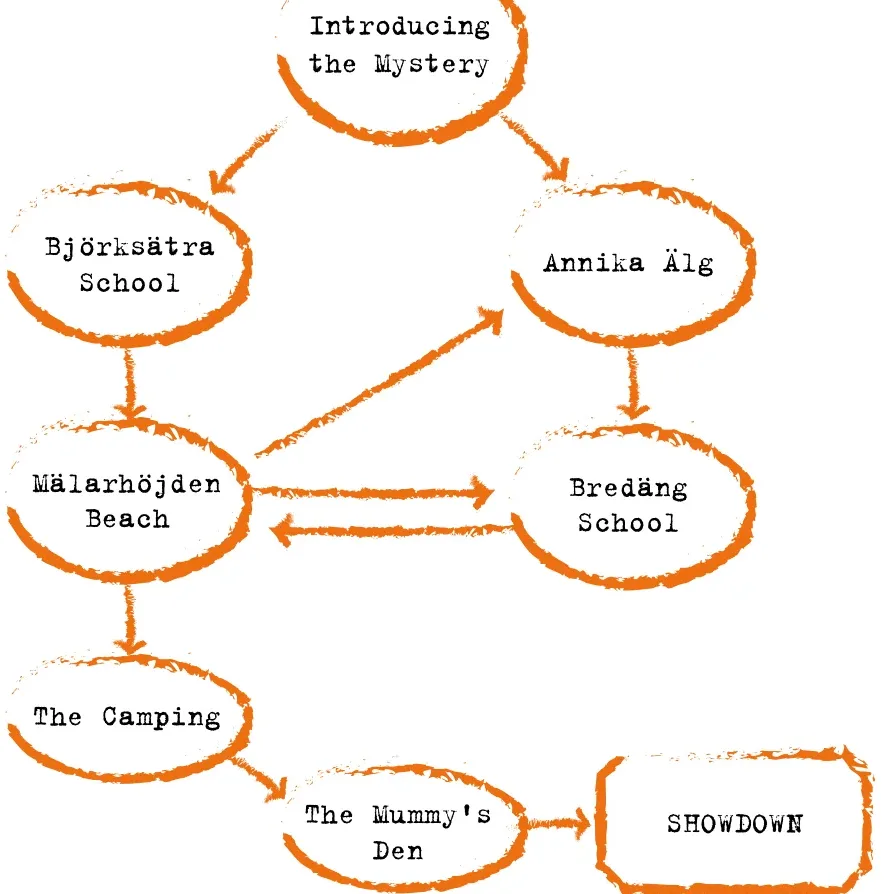 Introducing
the Mystery
Björksätra
School
Annika Älg
Mälarhöjden
Beach
Bredäng
School
The Camping
The Mummy's
Den
SHOWDOWN